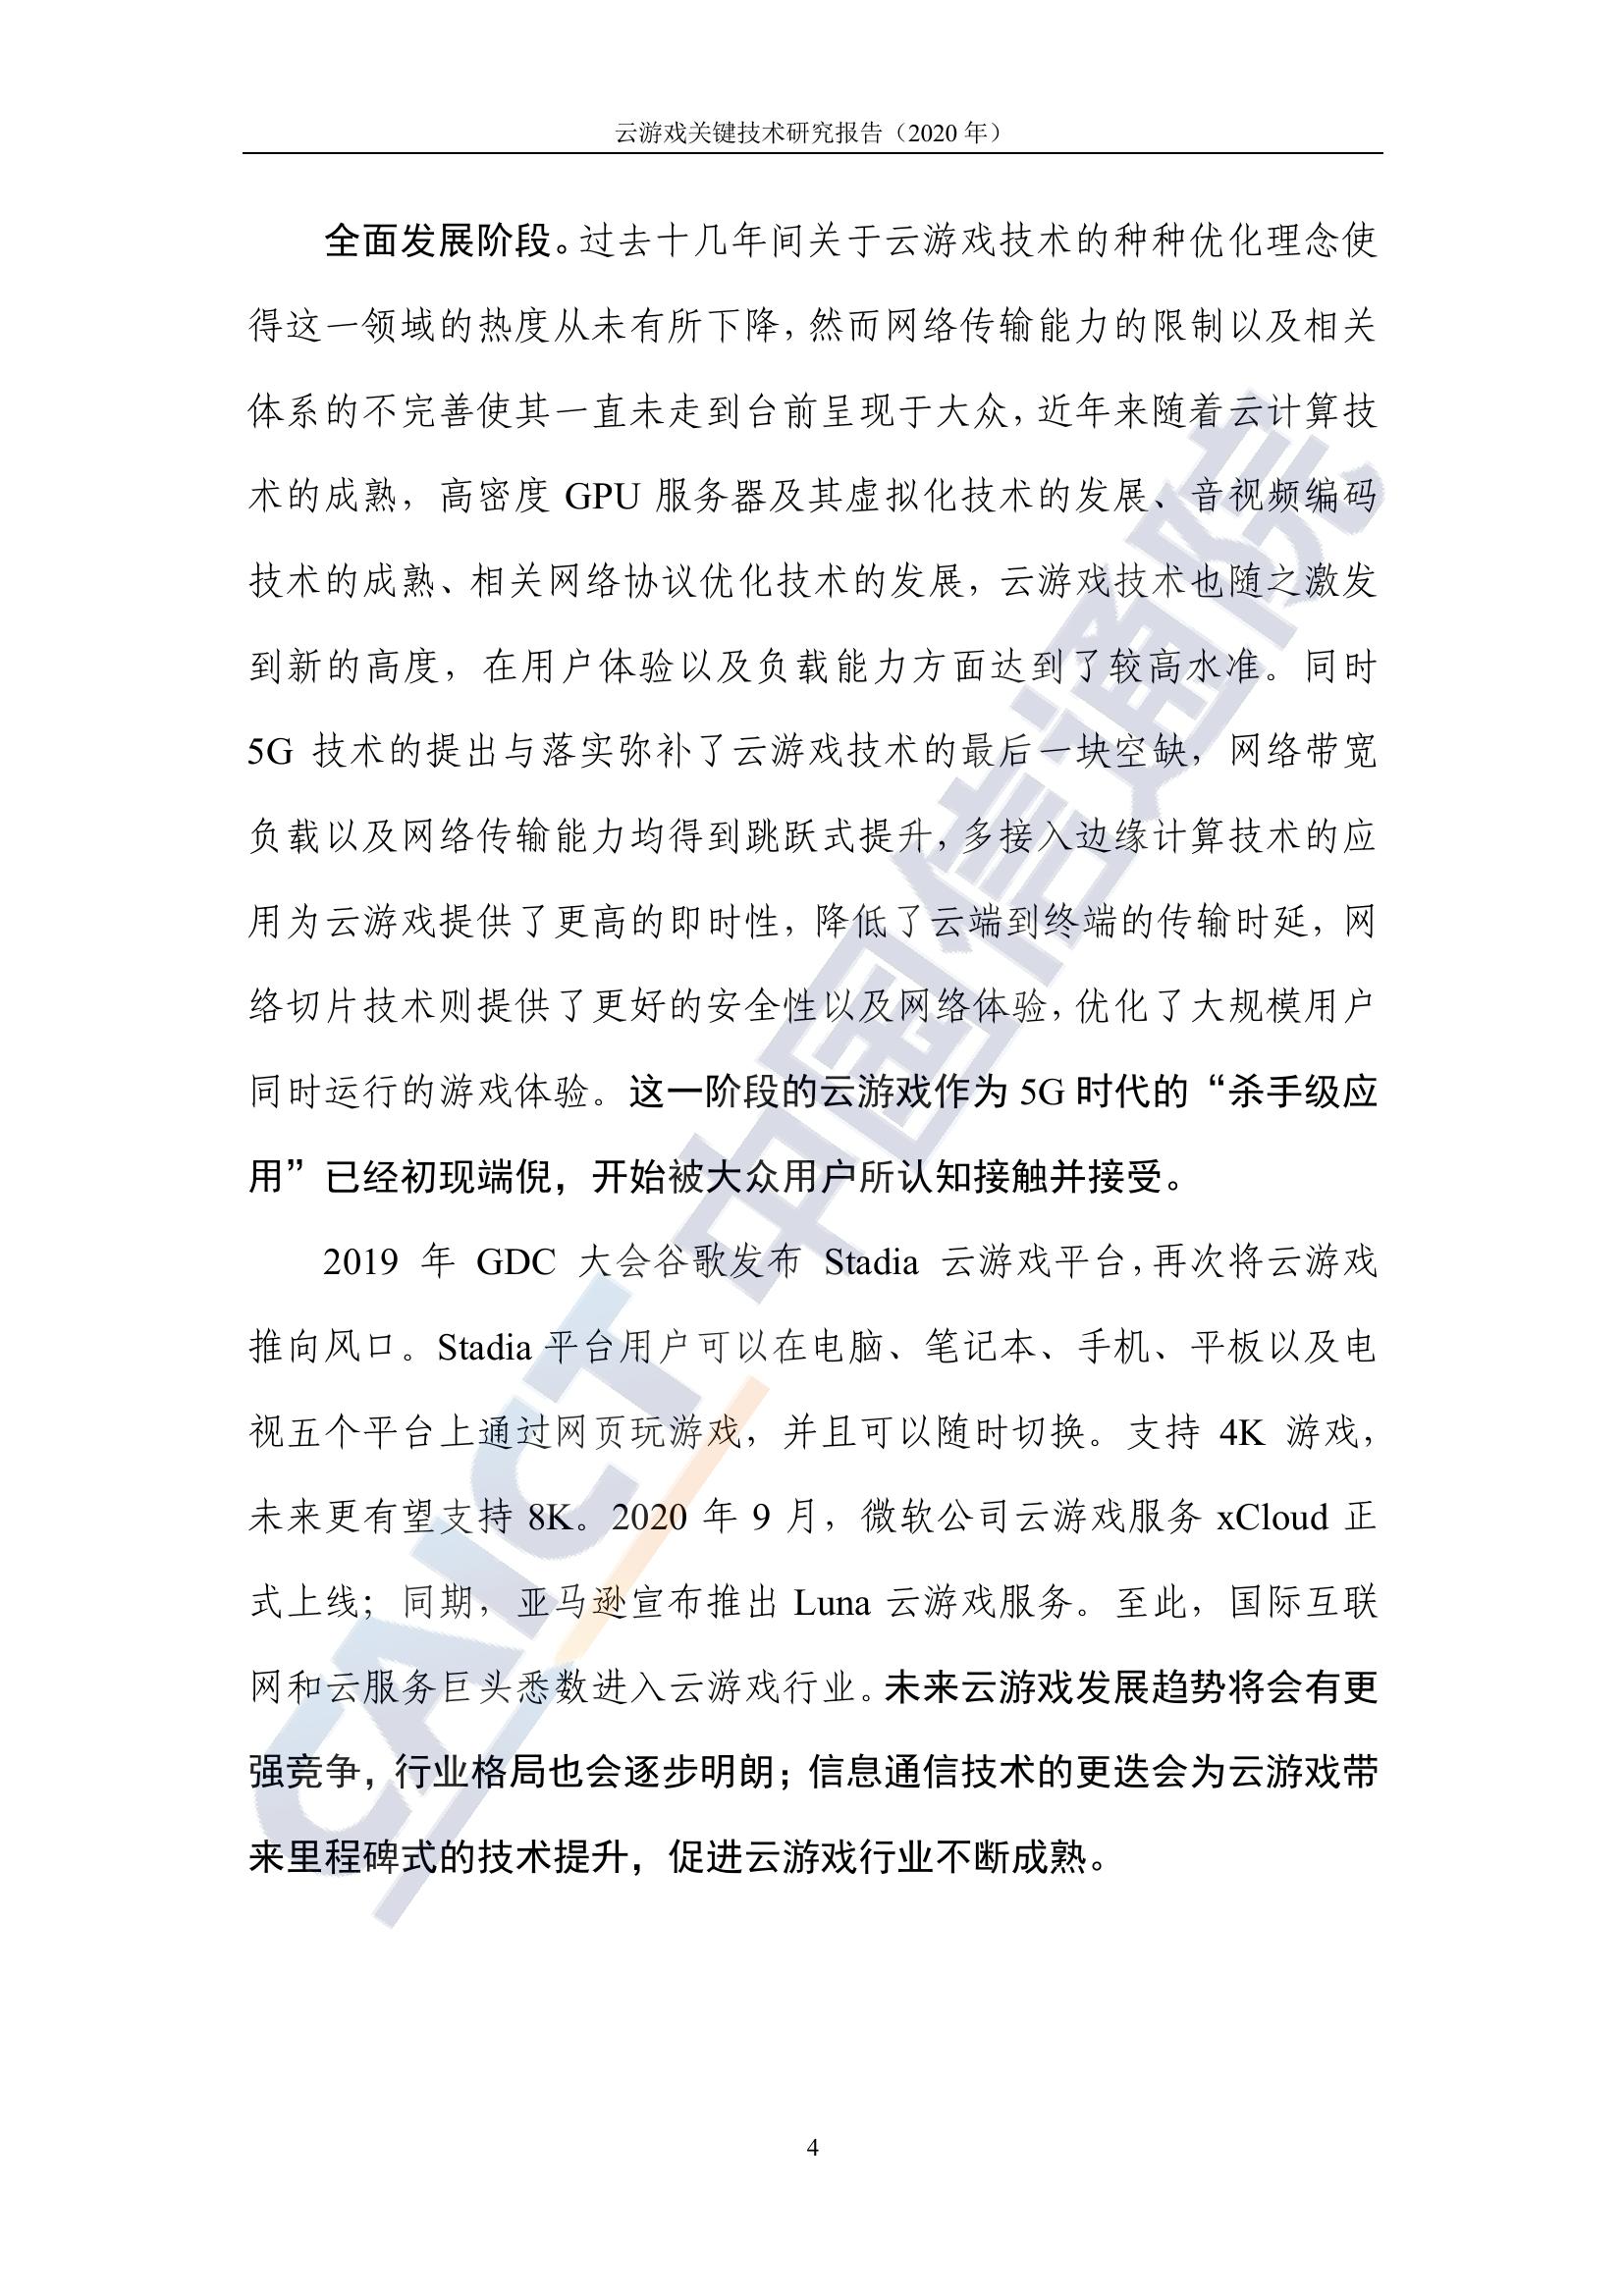 云游戏关键技术研究报告（2020 年）
全面发展阶段。过去十几年间关于云游戏技术的种种优化理念使
得这一领域的热度从未有所下降，然而网络传输能力的限制以及相关
体系的不完善使其一直未走到台前呈现于大众，近年来随着云计算技
术的成熟，高密度 GPU 服务器及其虚拟化技术的发展、音视频编码
技术的成熟、相关网络协议优化技术的发展，云游戏技术也随之激发
到新的高度，在用户体验以及负载能力方面达到了较高水准。同时
5G 技术的提出与落实弥补了云游戏技术的最后一块空缺，网络带宽
负载以及网络传输能力均得到跳跃式提升，多接入边缘计算技术的应
用为云游戏提供了更高的即时性，降低了云端到终端的传输时延，网
络切片技术则提供了更好的安全性以及网络体验，优化了大规模用户
同时运行的游戏体验。这一阶段的云游戏作为 5G 时代的“杀手级应
用”已经初现端倪，开始被大众用户所认知接触并接受。
2019 年 GDC 大会谷歌发布 Stadia 云游戏平台，再次将云游戏
推向风口。Stadia 平台用户可以在电脑、笔记本、手机、平板以及电
视五个平台上通过网页玩游戏，并且可以随时切换。支持 4K 游戏，
未来更有望支持 8K。2020 年 9 月，微软公司云游戏服务 xCloud 正
式上线；同期，亚马逊宣布推出 Luna 云游戏服务。至此，国际互联
网和云服务巨头悉数进入云游戏行业。未来云游戏发展趋势将会有更
强竞争，行业格局也会逐步明朗；信息通信技术的更迭会为云游戏带
来里程碑式的技术提升，促进云游戏行业不断成熟。
CAICT 中国信通院
4